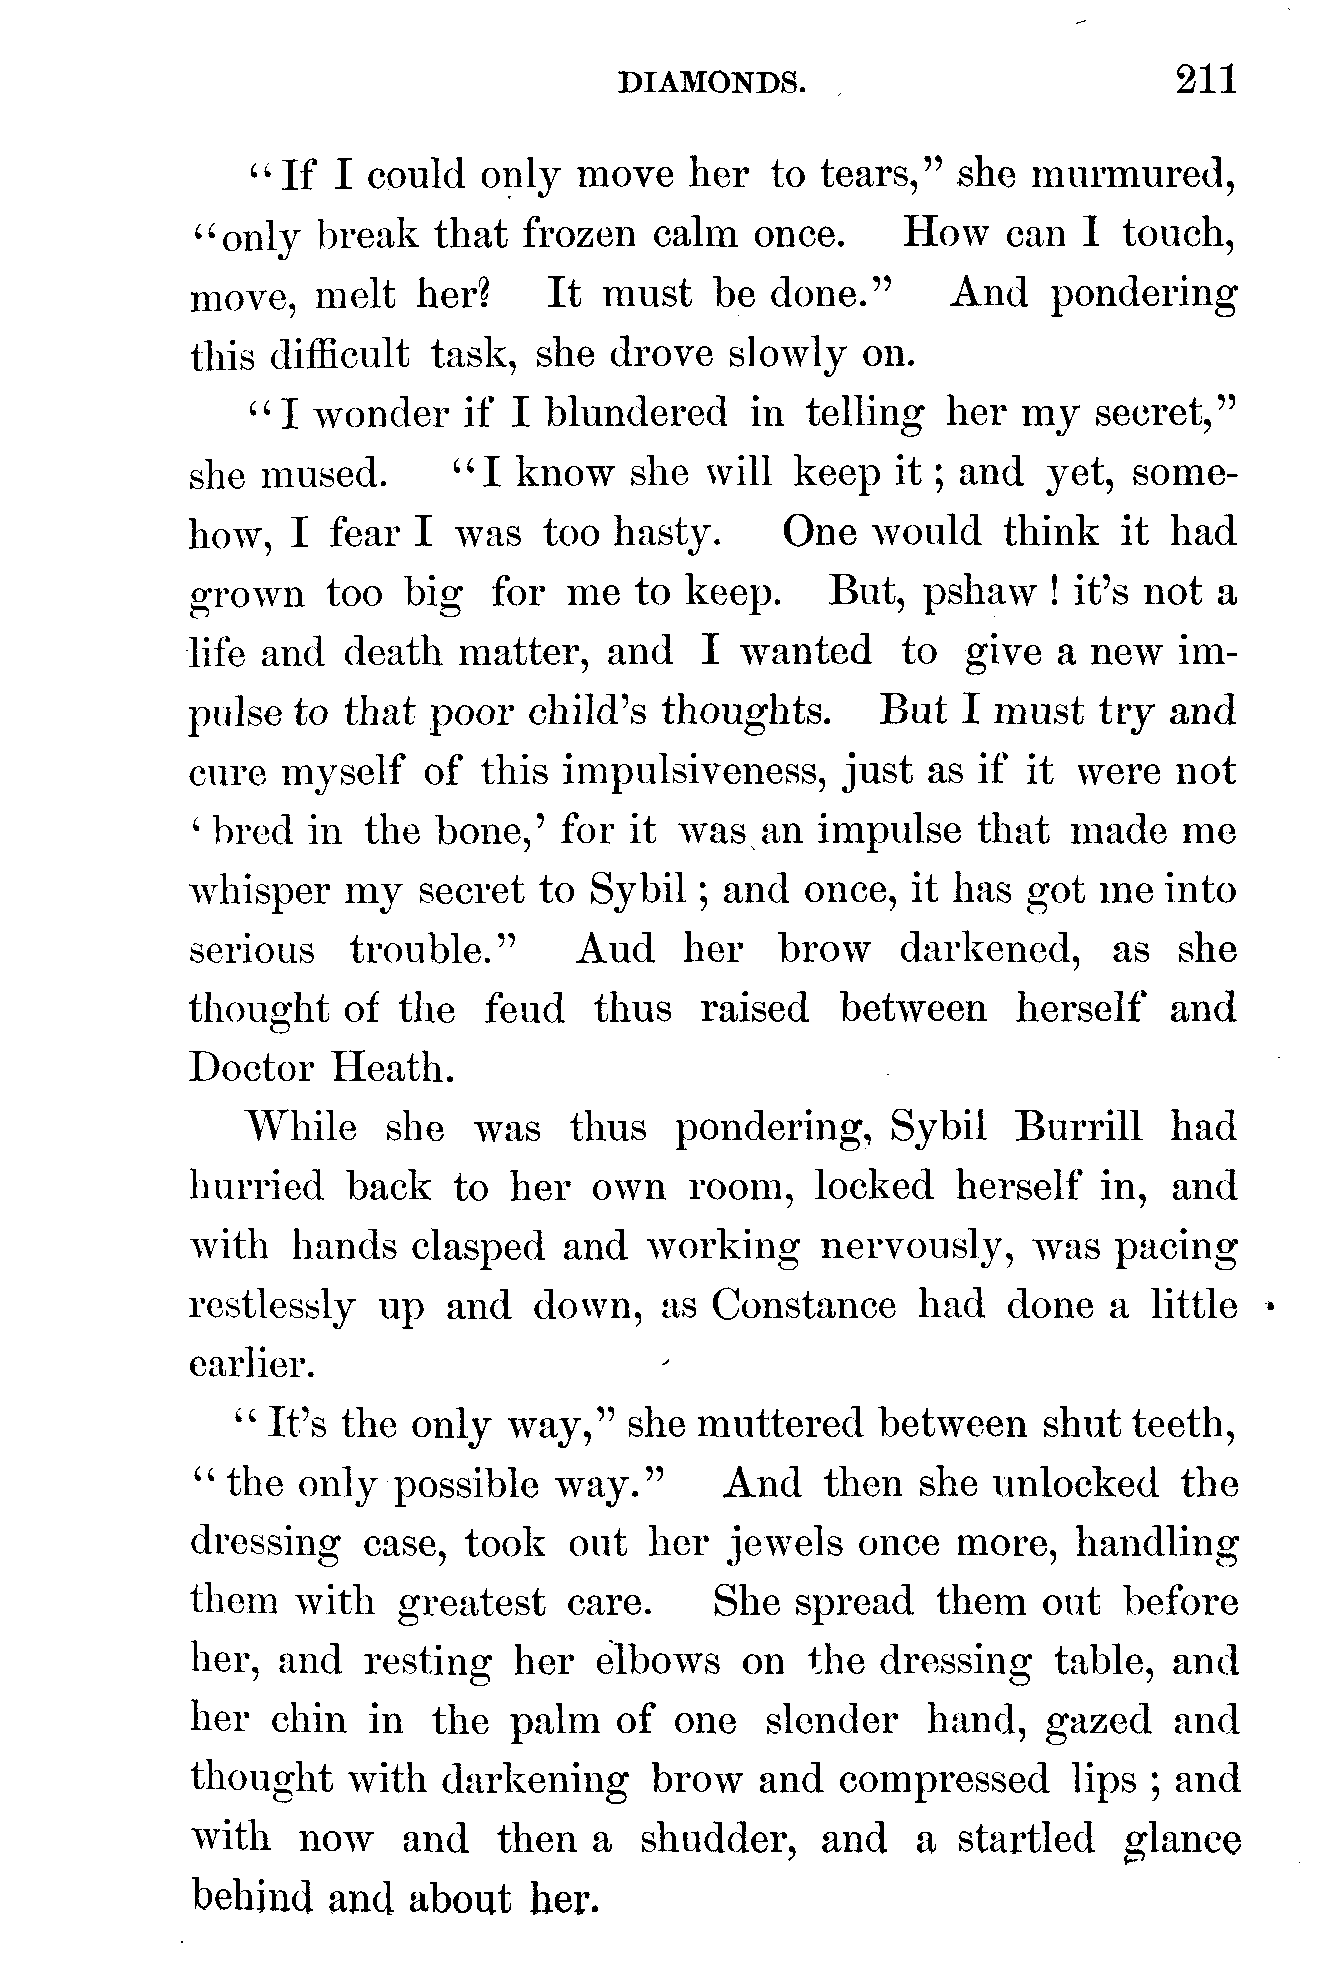 DIAMONDS. 211
"If I could only move her to tears," she murmured,
"only break that frozen calm once. How can I touch,
move, melt her? It must be done." And pondering
this difficult task, she drove slowly on.
"I wonder if I blundered in telling her my secret,"
she mused. "I know she will keep it; and yet, some-
how, I fear I was too hasty. One would think it had
grown too big for me to keep. But, pshaw! it's not a
life and death matter, and I wanted to give a new im-
pulse to that poor child's thoughts. But I must try and
cure myself of this impulsiveness, just as if it were not
'bred in the bone,' for it was an impulse that made me
whisper my secret to Sybil; and once, it has got me into
serious trouble." Aud her brow darkened, as she
thought of the feud thus raised between herself and
Doctor Heath.
While she was thus pondering, Sybil Burrill had
hurried back to her own room, locked herself in, and
with hands clasped and working nervously, was pacing
restlessly up and down, as Constance had done a little
earlier.
"It's the only way," she muttered between shut teeth,
"the only possible way." And then she unlocked the
dressing case, took out her jewels once more, handling
them with greatest care. She spread them out before
her, and resting her elbows on the dressing table, and
her chin in the palm of one slender hand, gazed and
thought with darkening brow and compressed lips; and
with now and then a shudder, and a startled glance
behind and about her.